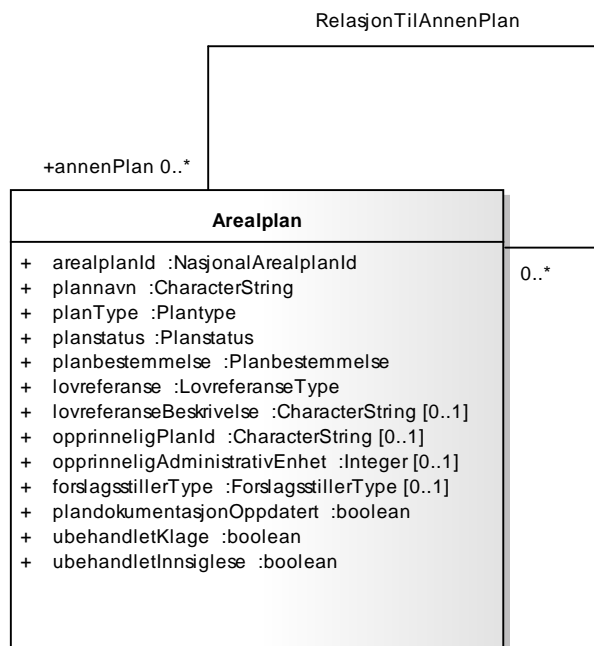 RelasjonTilAnnenPlan
+annenPlan 0..*
Arealplan
0..*
+ arealplanId :NasjonalArealplanId
+ plannavn :CharacterString
+ planType :Plantype
+ planstatus :Planstatus
+ planbestemmelse :Planbestemmelse
+ lovreferanse :LovreferanseType
+ lovreferanseBeskrivelse :CharacterString [0..1]
+ opprinneligPlanId :CharacterString [0..1]
+ opprinneligAdministrativEnhet :Integer [0..1]
+ forslagsstillerType :ForslagsstillerType [0..1]
+ plandokumentasjonOppdatert :boolean
+ ubehandletKlage :boolean
+ ubehandletInnsiglese :boolean